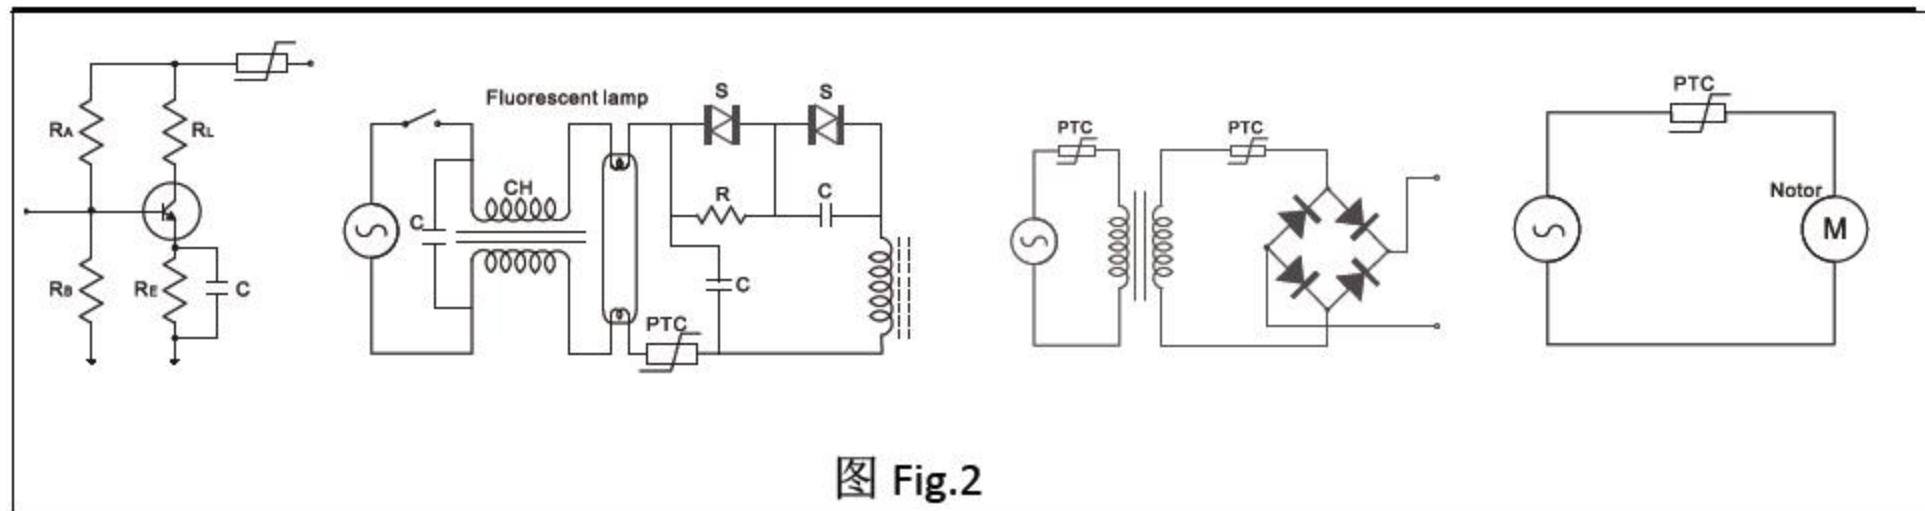 RA
RL
RB
RE
C
Fluorescent lamp
S
S
CH
C
R
C
C
PTC
PTC
PTC
PTC
Notor
M
图 Fig.2